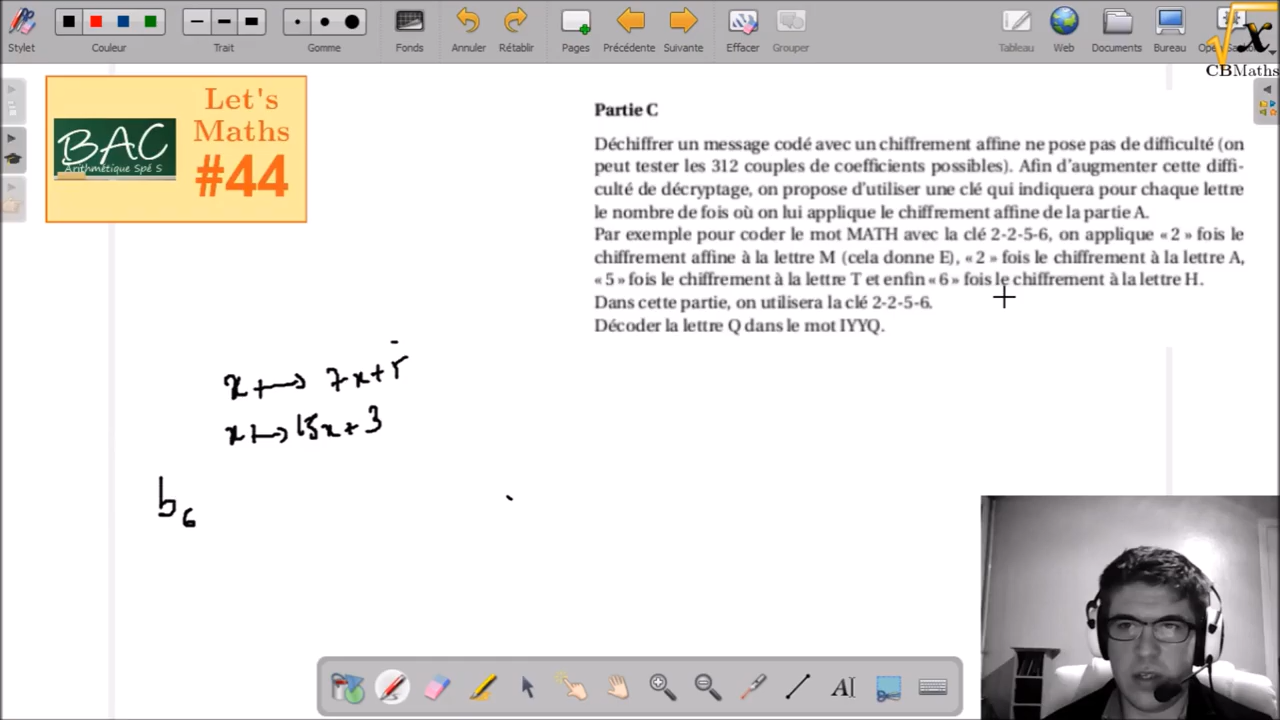 Couleur
Trait
Gomme
Stylet
Fonds
Annuler
Rétablir
Pages
Précédente
Suivante
Effacer
Grouper
Tableau
Web
Documents
Bureau
CBMaths
Let's
Maths
#44
BAC
Arithmétique Spé S
Partie C
Déchiffrer un message codé avec un chiffrement affine ne pose pas de difficulté (on
peut tester les 312 couples de coefficients possibles). Afin d'augmenter cette diffi-
culté de décryptage, on propose d'utiliser une clé qui indiquera pour chaque lettre
le nombre de fois où on lui applique le chiffrement affine de la partie A.
Par exemple pour coder le mot MATH avec la clé 2-2-5-6, on applique « 2 » fois le
chiffrement affine à la lettre M (cela donne E), « 2 » fois le chiffrement à la lettre A,
« 5 » fois le chiffrement à la lettre T et enfin « 6 » fois le chiffrement à la lettre H.
Dans cette partie, on utilisera la clé 2-2-5-6.
Décoder la lettre Q dans le mot IYYQ.
x ⟼ 7x+5
x ⟼ 15x+3
b₆